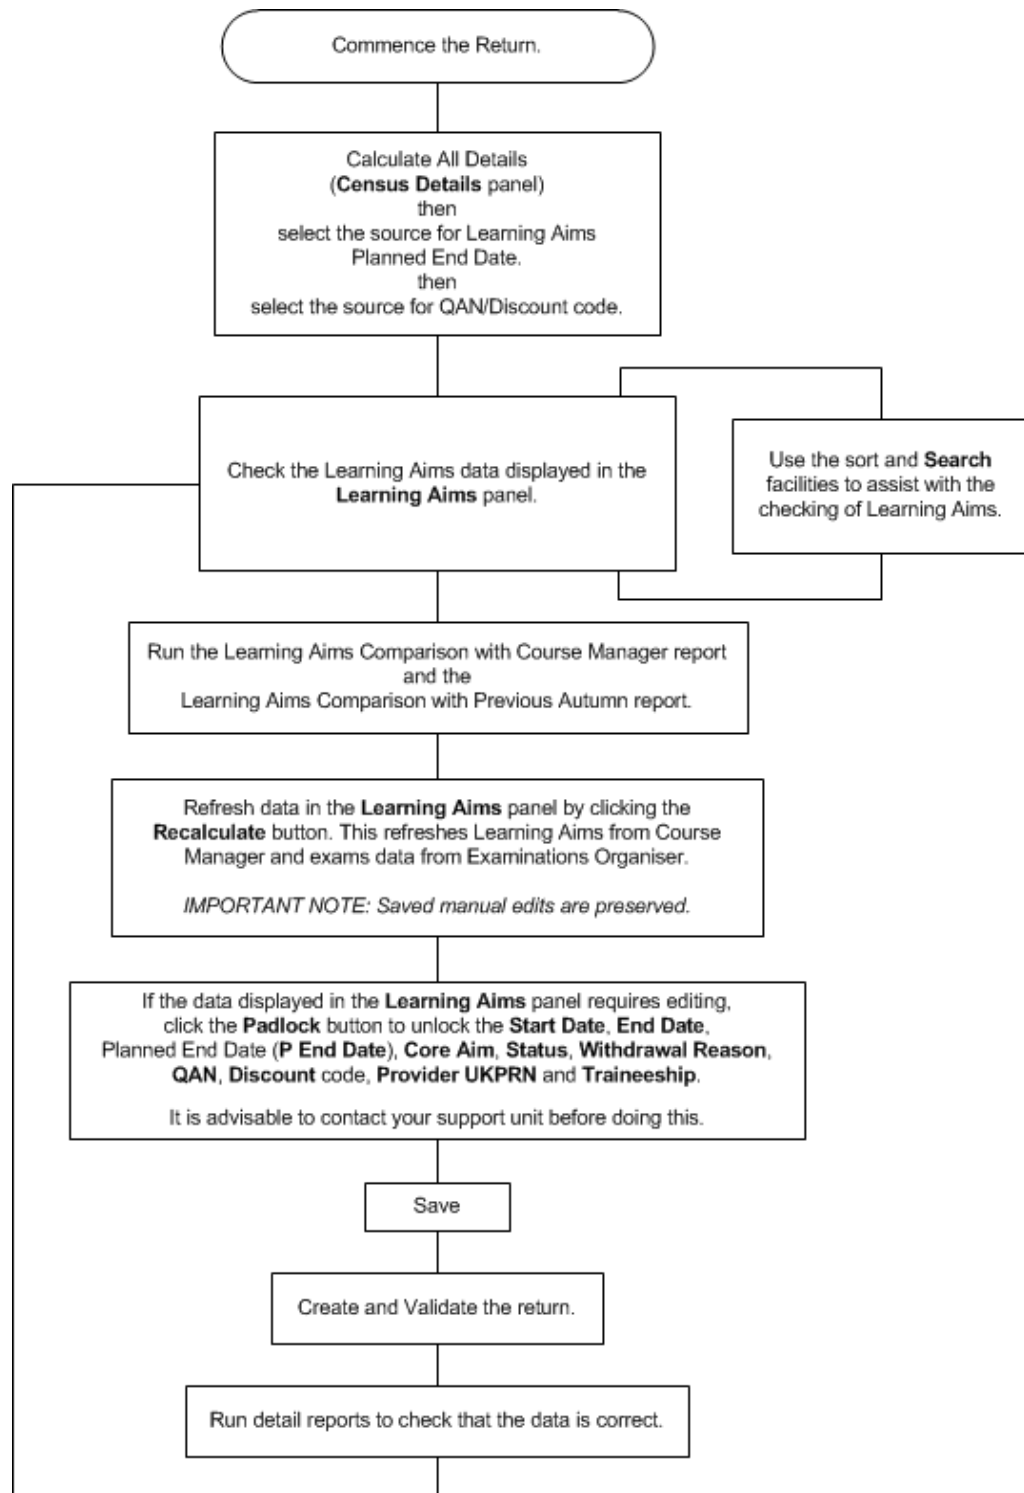 Commence the Return.
Calculate All Details
(Census Details panel)
then
select the source for Learning Aims
Planned End Date.
then
select the source for QAN/Discount code.
Check the Learning Aims data displayed in the
Learning Aims panel.
Use the sort and Search
facilities to assist with the
checking of Learning Aims.
Run the Learning Aims Comparison with Course Manager report
and the
Learning Aims Comparison with Previous Autumn report.
Refresh data in the Learning Aims panel by clicking the
Recalculate button. This refreshes Learning Aims from Course
Manager and exams data from Examinations Organiser.
IMPORTANT NOTE: Saved manual edits are preserved.
If the data displayed in the Learning Aims panel requires editing,
click the Padlock button to unlock the Start Date, End Date,
Planned End Date (P End Date), Core Aim, Status, Withdrawal Reason,
QAN, Discount code, Provider UKPRN and Traineeship.
It is advisable to contact your support unit before doing this.
Save
Create and Validate the return.
Run detail reports to check that the data is correct.